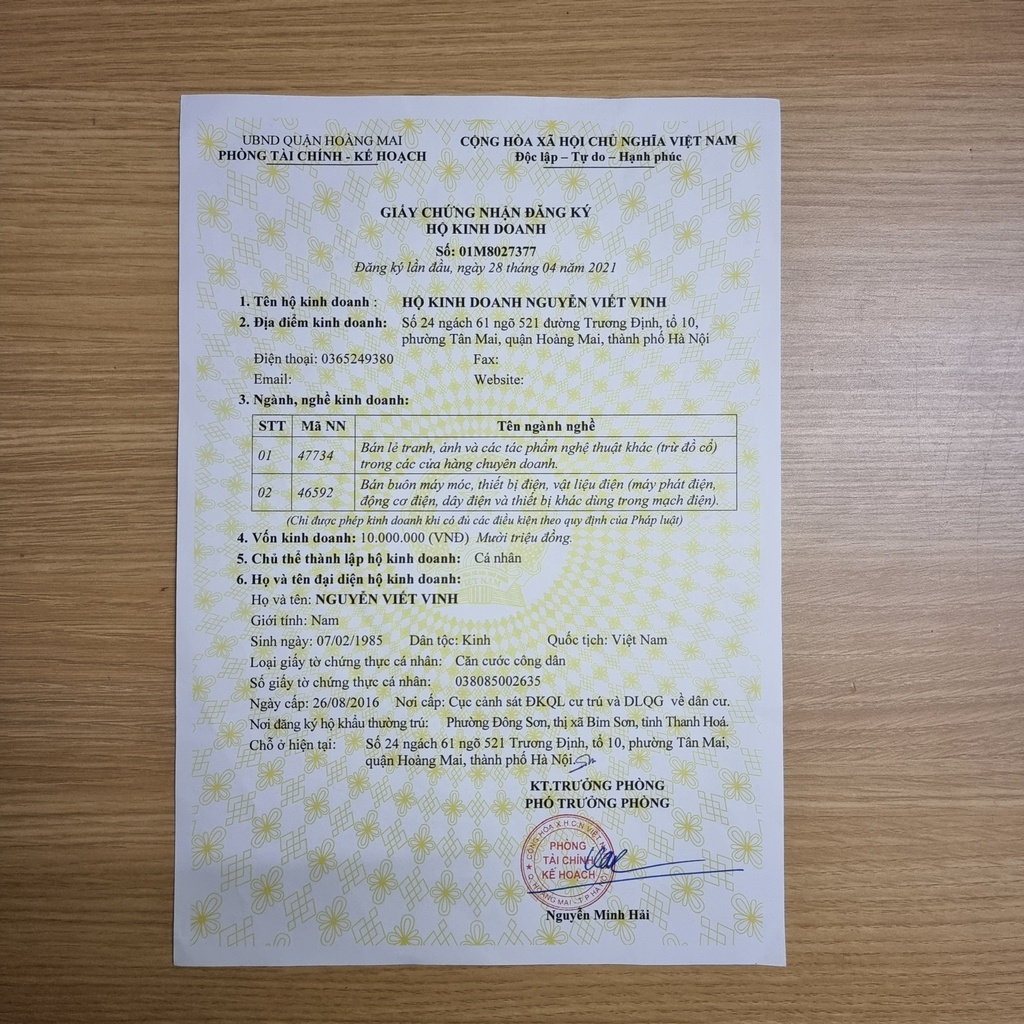 UBND QUẬN HOÀNG MAI
PHÒNG TÀI CHÍNH - KẾ HOẠCH
CỘNG HÒA XÃ HỘI CHỦ NGHĨA VIỆT NAM
Độc lập – Tự do – Hạnh phúc
GIẤY CHỨNG NHẬN ĐĂNG KÝ
HỘ KINH DOANH
Số: 01M8027377
Đăng ký lần đầu, ngày 28 tháng 04 năm 2021
1. Tên hộ kinh doanh : HỘ KINH DOANH NGUYỄN VIẾT VINH
2. Địa điểm kinh doanh: Số 24 ngách 61 ngõ 521 đường Trương Định, tổ 10,
phường Tân Mai, quận Hoàng Mai, thành phố Hà Nội
Điện thoại: 0365249380 Fax:
Email: Website:
3. Ngành, nghề kinh doanh:
STT Mã NN Tên ngành nghề
01 47734 Bán lẻ tranh, ảnh và các tác phẩm nghệ thuật khác (trừ đồ cổ)
trong các cửa hàng chuyên doanh.
02 46592 Bán buôn máy móc, thiết bị điện, vật liệu điện (máy phát điện,
động cơ điện, dây điện và thiết bị khác dùng trong mạch điện).
(Chỉ được phép kinh doanh khi có đủ các điều kiện theo quy định của Pháp luật)
4. Vốn kinh doanh: 10.000.000 (VNĐ) Mười triệu đồng.
5. Chủ thể thành lập hộ kinh doanh: Cá nhân
6. Họ và tên đại diện hộ kinh doanh:
Họ và tên: NGUYỄN VIẾT VINH
Giới tính: Nam
Sinh ngày: 07/02/1985 Dân tộc: Kinh Quốc tịch: Việt Nam
Loại giấy tờ chứng thực cá nhân: Căn cước công dân
Số giấy tờ chứng thực cá nhân: 038085002635
Ngày cấp: 26/08/2016 Nơi cấp: Cục cảnh sát ĐKQL cư trú và DLQG về dân cư.
Nơi đăng ký hộ khẩu thường trú: Phường Đông Sơn, thị xã Bỉm Sơn, tỉnh Thanh Hoá.
Chỗ ở hiện tại: Số 24 ngách 61 ngõ 521 Trương Định, tổ 10, phường Tân Mai,
quận Hoàng Mai, thành phố Hà Nội.
KT.TRƯỞNG PHÒNG
PHÓ TRƯỞNG PHÒNG
CỘNG HÒA X.H.C.N VIỆT
PHÒNG
TÀI CHÍNH
KẾ HOẠCH
Q. HOÀNG MAI - T.P HÀ NỘI
Nguyễn Minh Hải